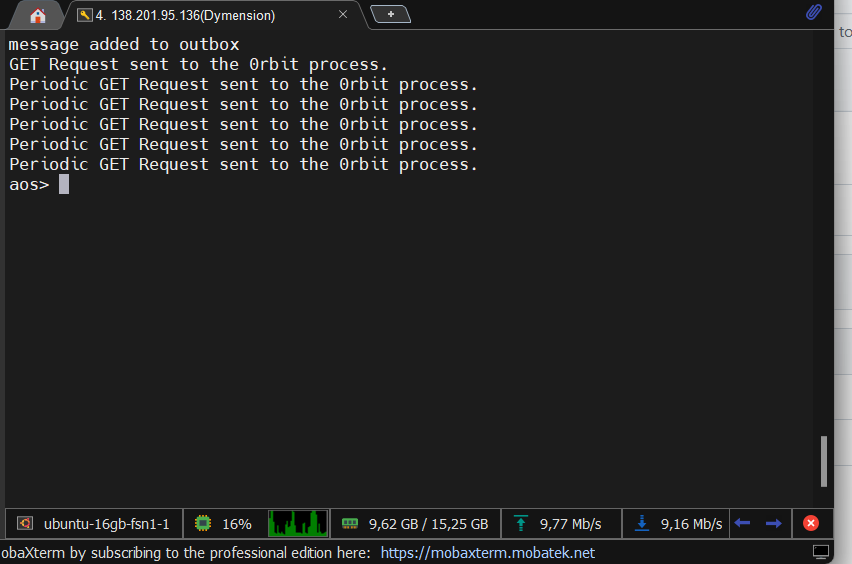 4. 138.201.95.136(Dymension)
to
message added to outbox
GET Request sent to the 0rbit process.
Periodic GET Request sent to the 0rbit process.
Periodic GET Request sent to the 0rbit process.
Periodic GET Request sent to the 0rbit process.
Periodic GET Request sent to the 0rbit process.
Periodic GET Request sent to the 0rbit process.
aos>
ubuntu-16gb-fsn1-1 16% 9,62 GB / 15,25 GB 9,77 Mb/s 9,16 Mb/s
obaXterm by subscribing to the professional edition here: https://mobaxterm.mobatek.net